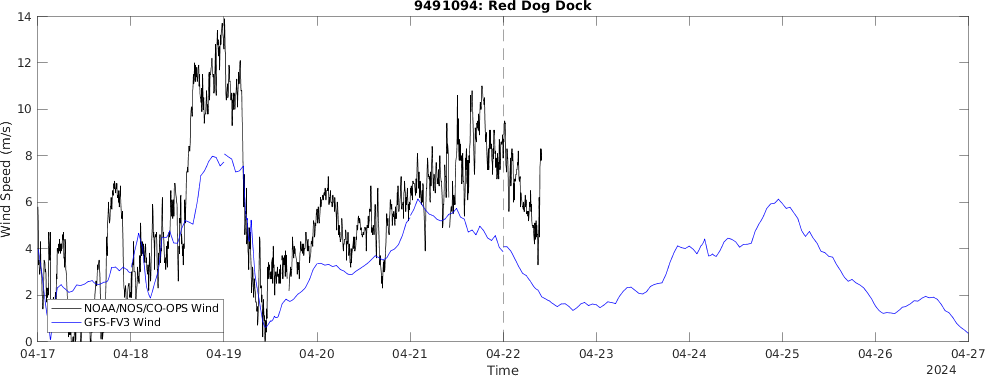 9491094: Red Dog Dock
Wind Speed (m/s)
14
12
10
8
6
4
2
0
NOAA/NOS/CO-OPS Wind
GFS-FV3 Wind
04-17 04-18 04-19 04-20 04-21 04-22 04-23 04-24 04-25 04-26 04-27
Time
2024